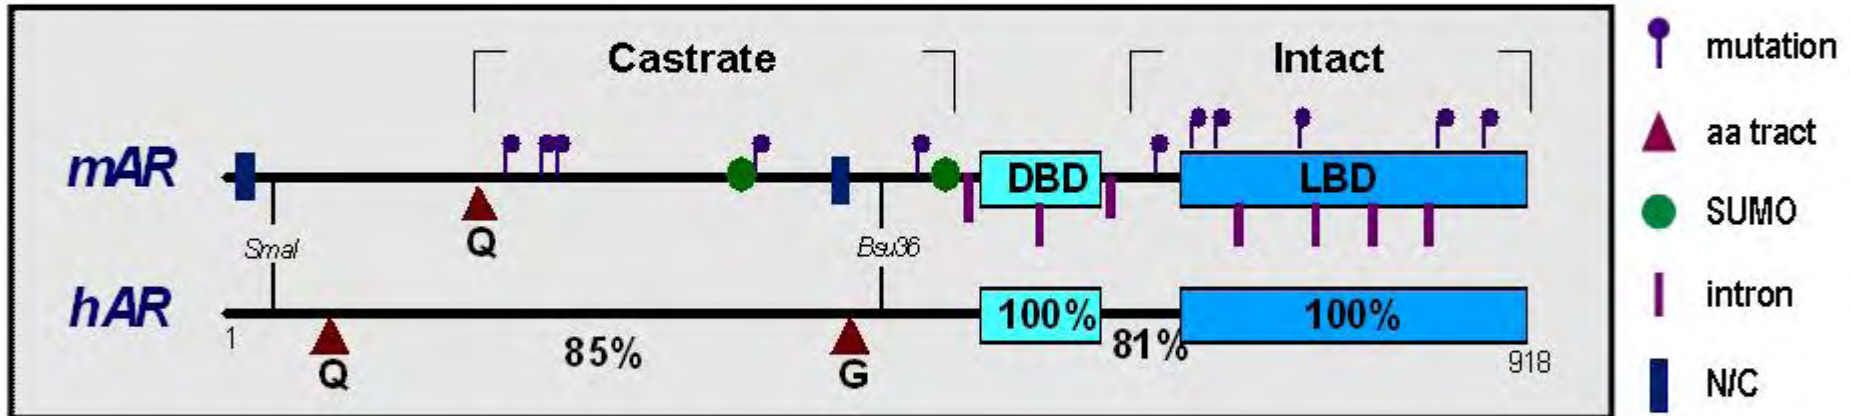 Castrate Intact
mAR DBD LBD
Q
SmaI Bsu36
hAR 100% 100%
1 85% 81% 918
Q G
mutation
aa tract
SUMO
intron
N/C